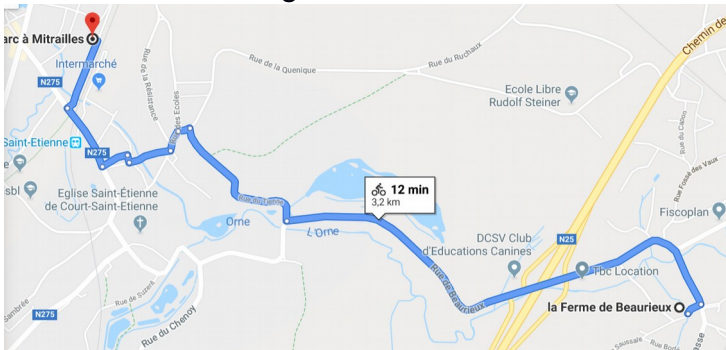 arc à Mitrailles
Intermarché
N275
Rue de la Résistance
Rue de la Quenique
Rue du Ruchaux
Chemin de
Ecole Libre
Rudolf Steiner
Rue du Capon
Rue Fosse des Vaux
Saint-Etienne
N275
Rue des Ecoles
e
sbl
Eglise Saint-Étienne
de Court-Saint-Etienne
Orne
L'Orne
12 min
3,2 km
DCSV Club
d'Educations Canines
N25
Fiscoplan
Tbc Location
Rue de Beaurieux
la Ferme de Beaurieux
Rue de Suzeril
Rue du Chenoy
Sambrée
N275